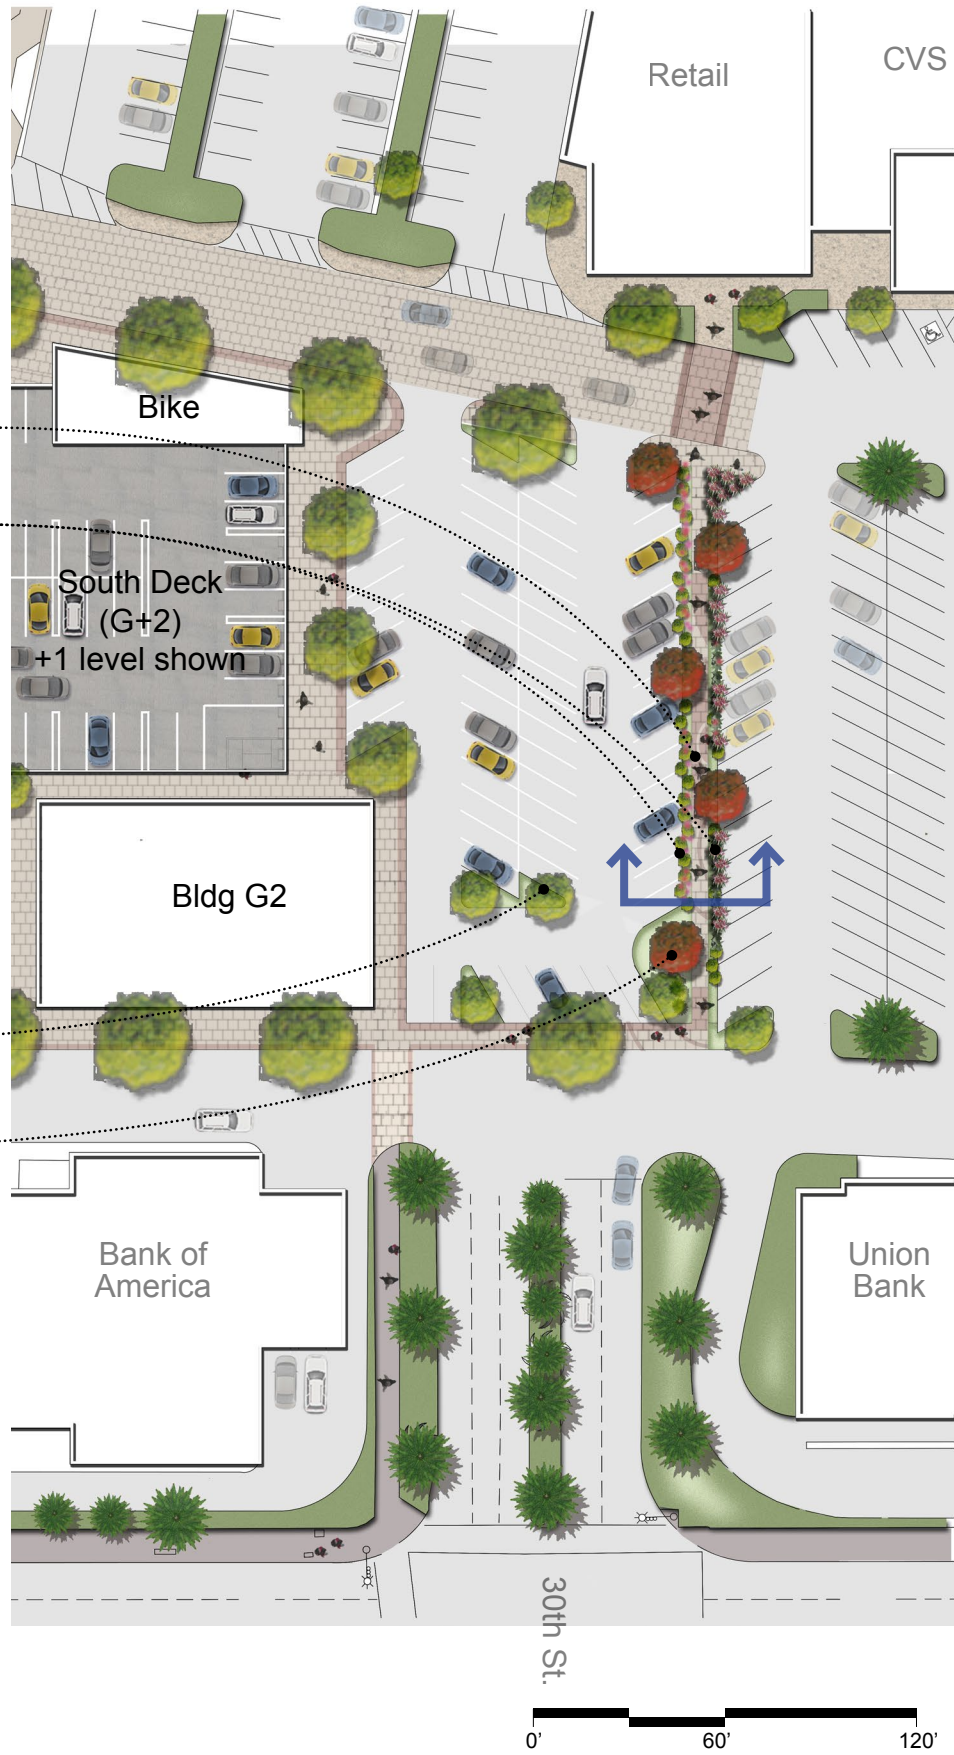 CVS
Retail
Bike
South Deck
(G+2)
+1 level shown
Bldg G2
Bank of
America
Union
Bank
30th St.
0’
60’
120’